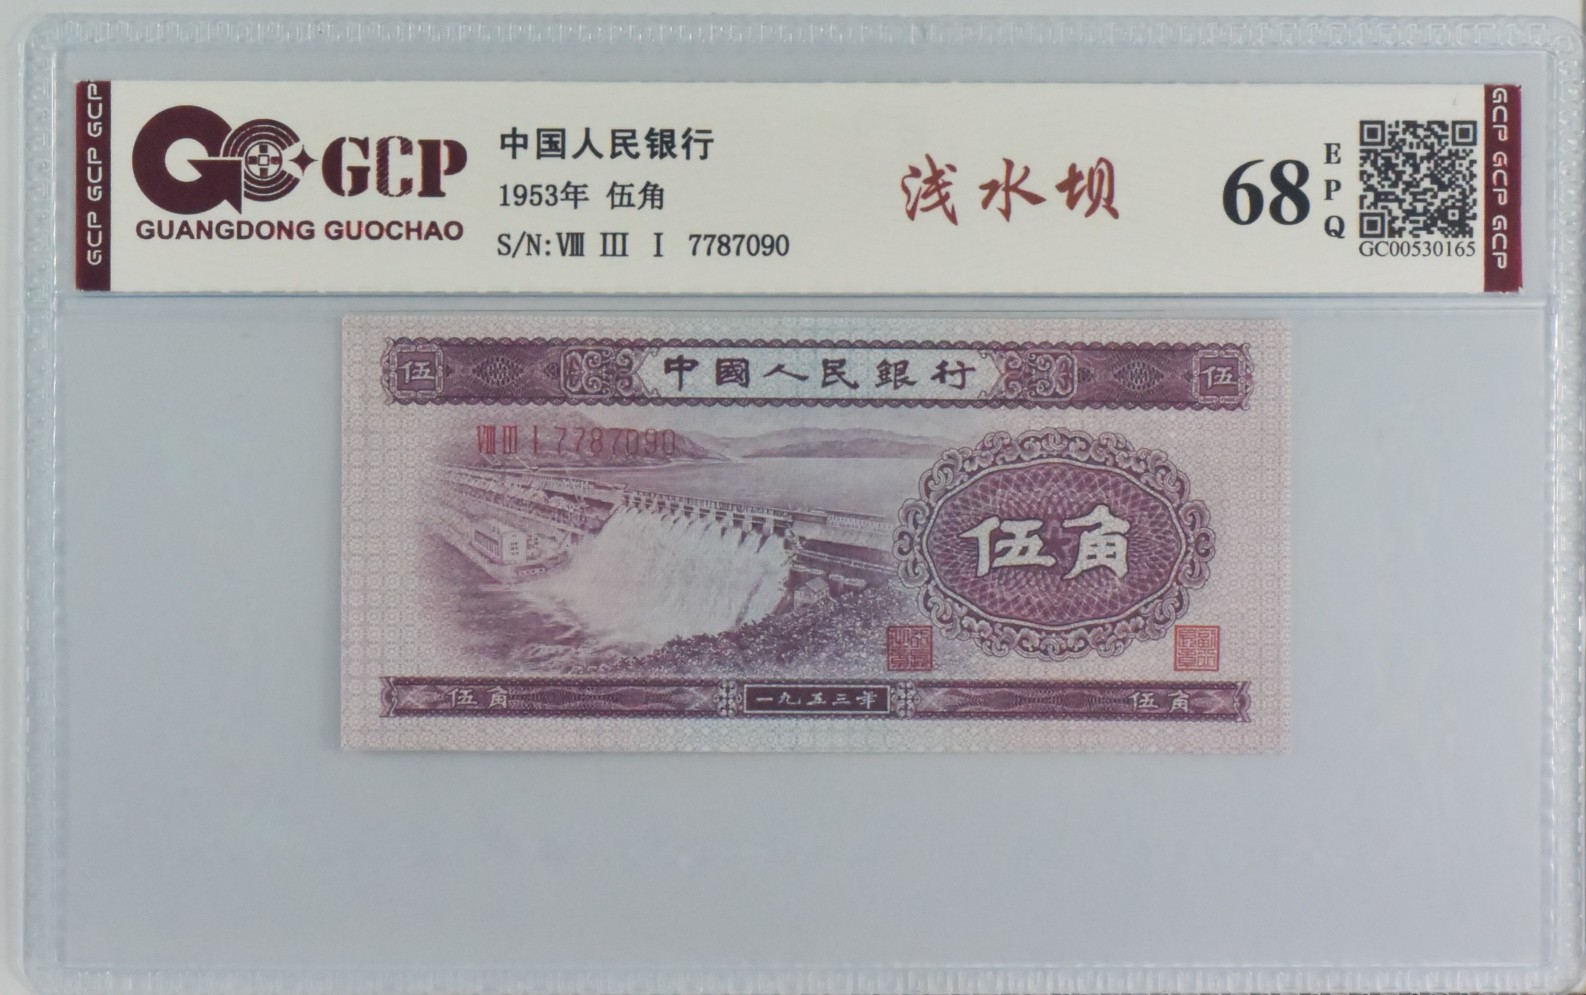 GCP GCP GCP
GCP
GUANGDONG GUOCHAO
中国人民银行
1953年 伍角
S/N:Ⅷ Ⅲ Ⅰ 7787090
浅水坝
68
EPQ
GC00530165
GCP GCP GCP
伍
中國人民銀行
伍
Ⅷ Ⅲ Ⅰ 7787090
伍角
伍角
一九五三年
伍角